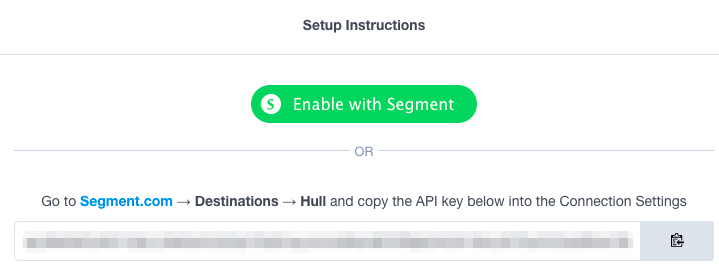 Setup Instructions
S Enable with Segment
OR
Go to Segment.com → Destinations → Hull and copy the API key below into the Connection Settings